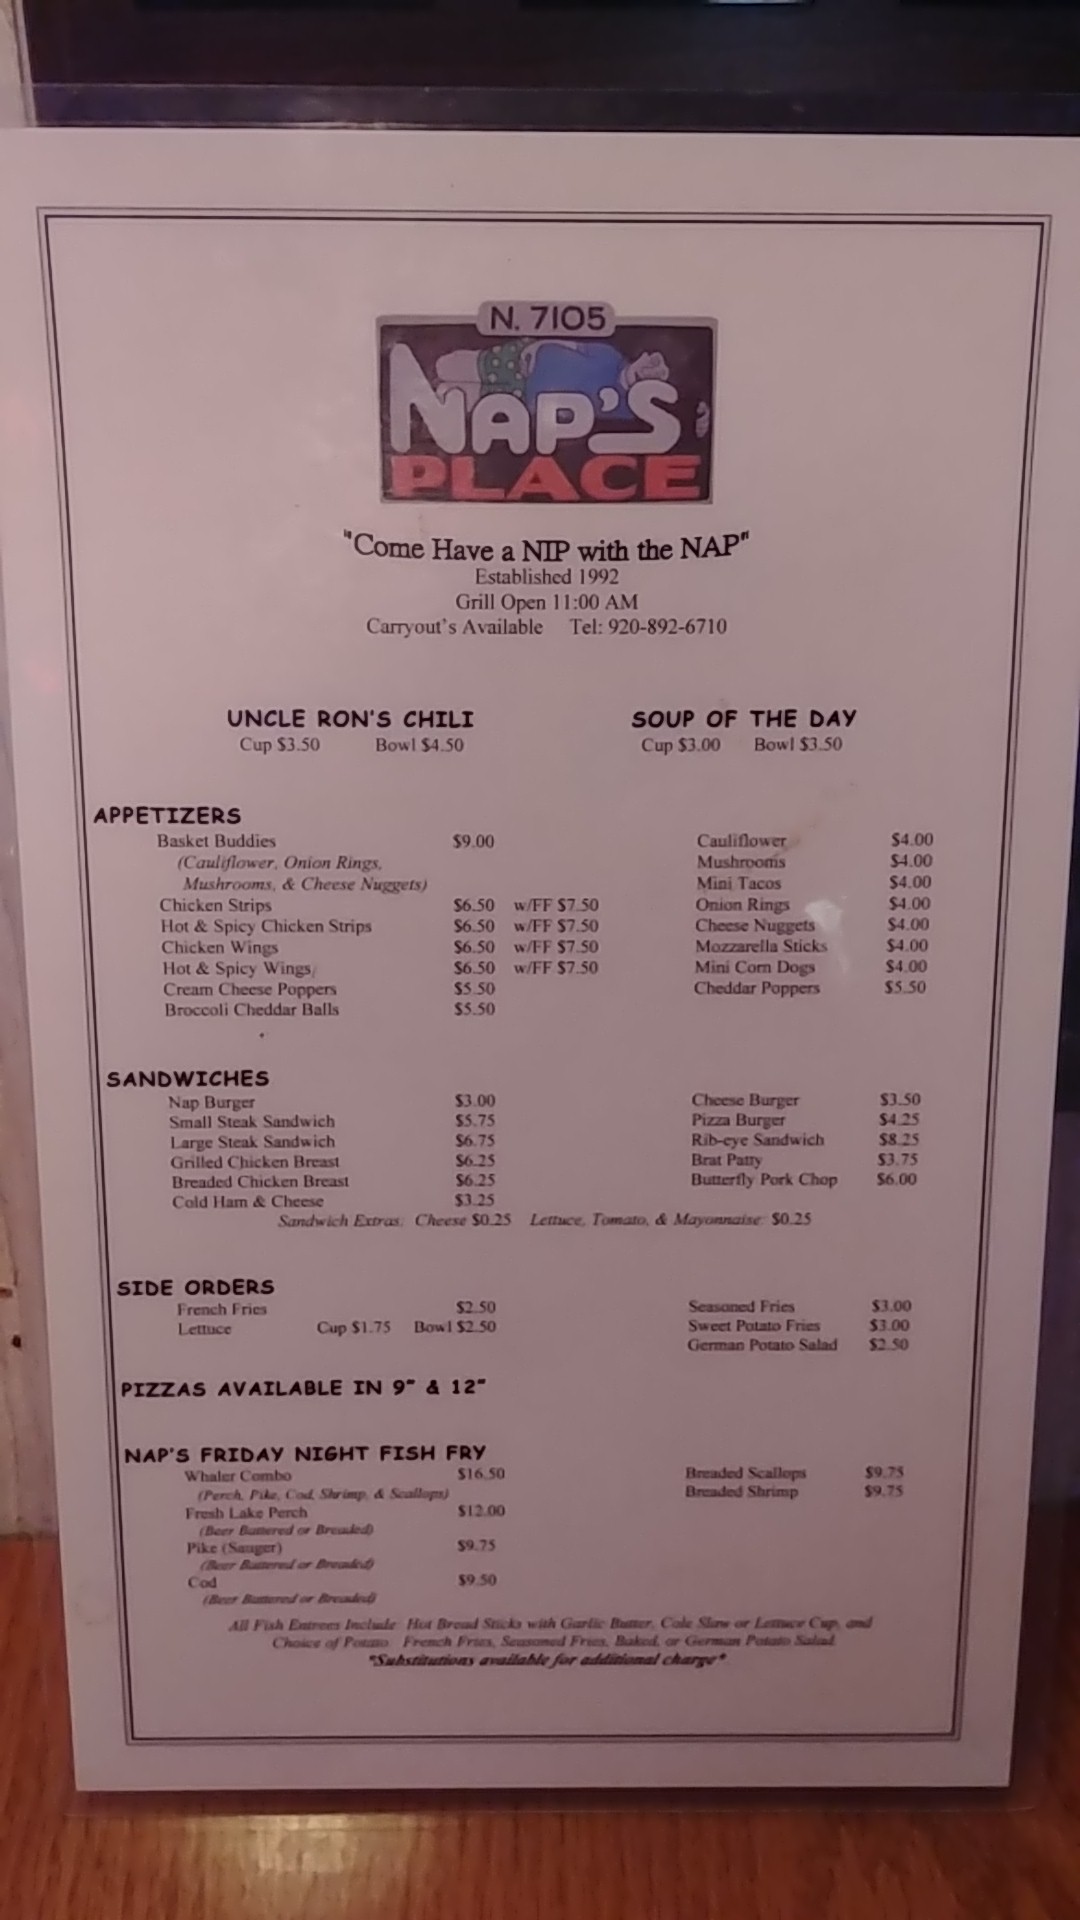 N. 7105
NAP'S
PLACE
"Come Have a NIP with the NAP"
Established 1992
Grill Open 11:00 AM
Carryout's Available Tel: 920-892-6710
UNCLE RON'S CHILI
Cup $3.50 Bowl $4.50
SOUP OF THE DAY
Cup $3.00 Bowl $3.50
APPETIZERS
Basket Buddies $9.00
(Cauliflower, Onion Rings,
Mushrooms, & Cheese Nuggets)
Chicken Strips $6.50 w/FF $7.50
Hot & Spicy Chicken Strips $6.50 w/FF $7.50
Chicken Wings $6.50 w/FF $7.50
Hot & Spicy Wings $6.50 w/FF $7.50
Cream Cheese Poppers $5.50
Broccoli Cheddar Balls $5.50
Cauliflower $4.00
Mushrooms $4.00
Mini Tacos $4.00
Onion Rings $4.00
Cheese Nuggets $4.00
Mozzarella Sticks $4.00
Mini Corn Dogs $4.00
Cheddar Poppers $5.50
SANDWICHES
Nap Burger $3.00
Small Steak Sandwich $5.75
Large Steak Sandwich $6.75
Grilled Chicken Breast $6.25
Breaded Chicken Breast $6.25
Cold Ham & Cheese $3.25
Cheese Burger $3.50
Pizza Burger $4.25
Rib-eye Sandwich $8.25
Brat Patty $3.75
Butterfly Pork Chop $6.00
Sandwich Extras: Cheese $0.25 Lettuce, Tomato, & Mayonnaise: $0.25
SIDE ORDERS
French Fries $2.50
Lettuce Cup $1.75 Bowl $2.50
Seasoned Fries $3.00
Sweet Potato Fries $3.00
German Potato Salad $2.50
PIZZAS AVAILABLE IN 9" & 12"
NAP'S FRIDAY NIGHT FISH FRY
Whaler Combo $16.50
(Perch, Pike, Cod, Shrimp, & Scallops)
Fresh Lake Perch $12.00
(Beer Battered or Breaded)
Pike (Sauger) $9.75
(Beer Battered or Breaded)
Cod $9.50
(Beer Battered or Breaded)
Breaded Scallops $9.75
Breaded Shrimp $9.75
All Fish Entrees Include: Hot Bread Sticks with Garlic Butter, Cole Slaw or Lettuce Cup, and
Choice of Potato: French Fries, Seasoned Fries, Baked, or German Potato Salad
*Substitutions available for additional charge*